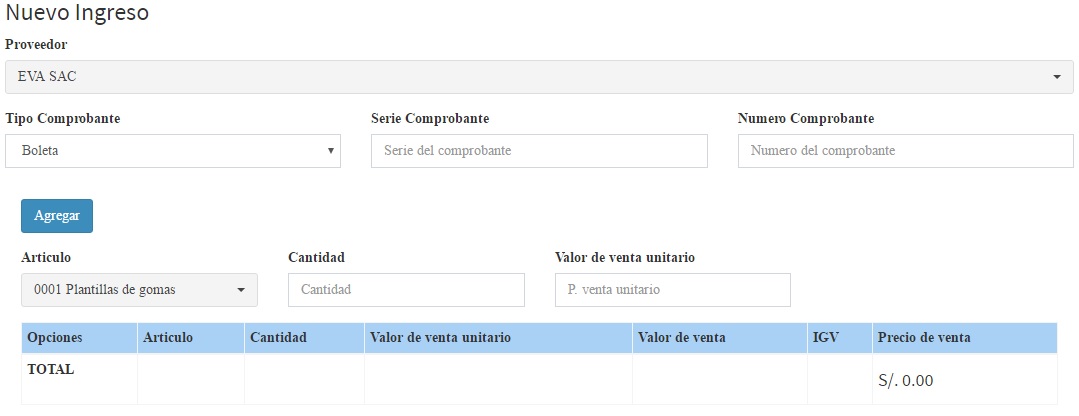 Nuevo Ingreso
Proveedor
EVA SAC
Tipo Comprobante Serie Comprobante Numero Comprobante
Boleta Serie del comprobante Numero del comprobante
Agregar
Articulo Cantidad Valor de venta unitario
0001 Plantillas de gomas Cantidad P. venta unitario
Opciones Articulo Cantidad Valor de venta unitario Valor de venta IGV Precio de venta
TOTAL
S/. 0.00